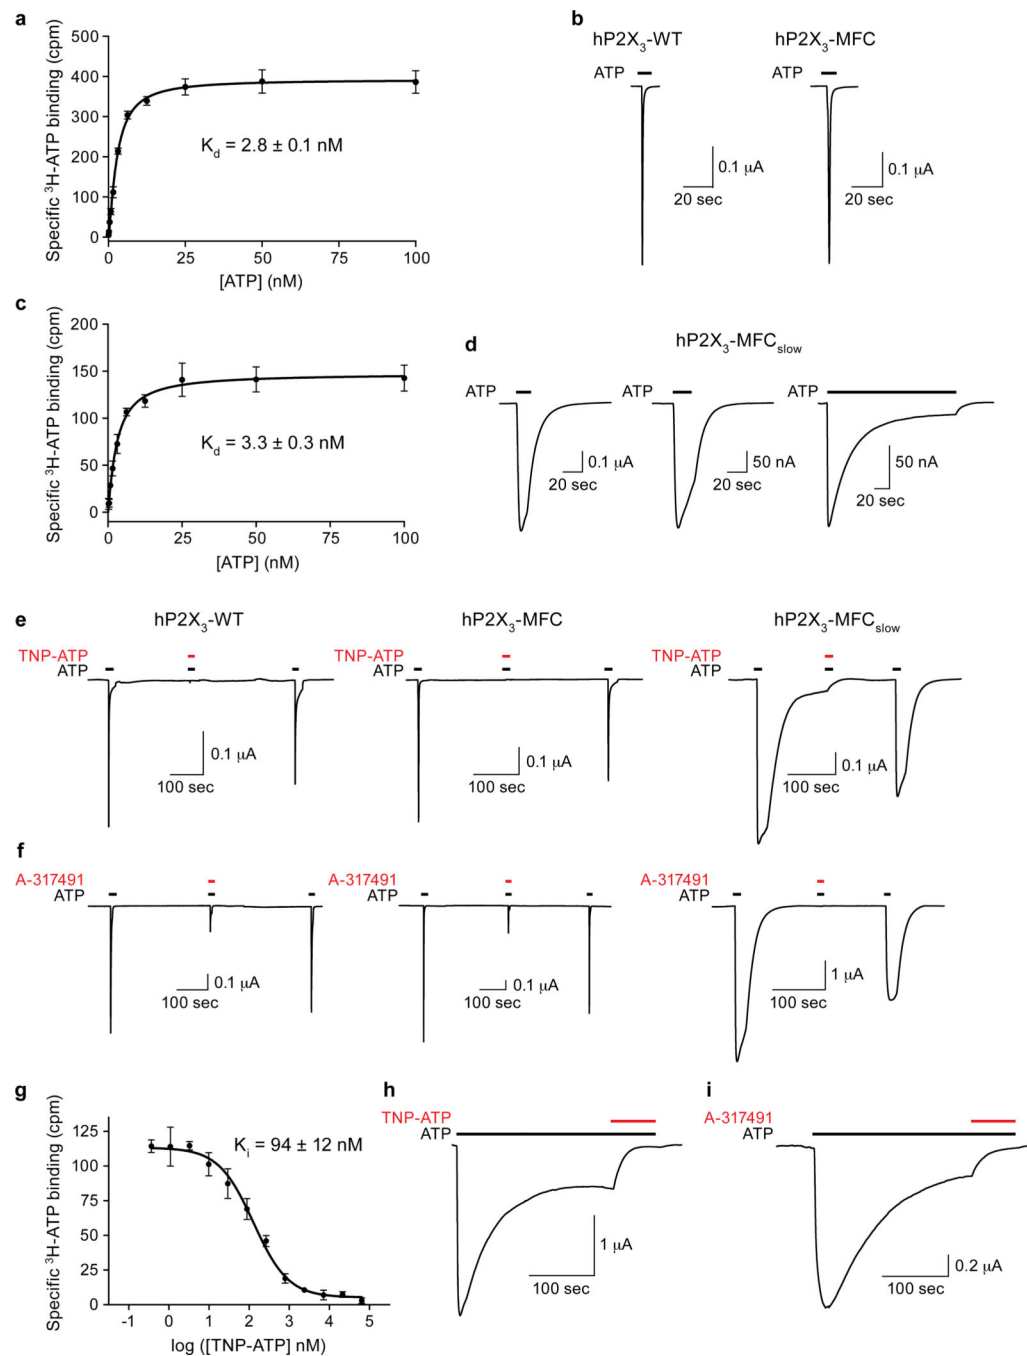 a
Specific ³H-ATP binding (cpm)
500
400
300
200
100
0
K_d = 2.8 ± 0.1 nM
0 25 50 75 100
[ATP] (nM)
b
hP2X₃-WT hP2X₃-MFC
ATP ATP
0.1 µA 0.1 µA
20 sec 20 sec
c
Specific ³H-ATP binding (cpm)
200
150
100
50
0
K_d = 3.3 ± 0.3 nM
0 25 50 75 100
[ATP] (nM)
d
hP2X₃-MFC_slow
ATP ATP ATP
0.1 µA 50 nA 50 nA
20 sec 20 sec 20 sec
e
hP2X₃-WT hP2X₃-MFC hP2X₃-MFC_slow
TNP-ATP TNP-ATP TNP-ATP
ATP ATP ATP
0.1 µA 0.1 µA 0.1 µA
100 sec 100 sec 100 sec
f
A-317491 A-317491 A-317491
ATP ATP ATP
0.1 µA 0.1 µA 1 µA
100 sec 100 sec 100 sec
g
Specific ³H-ATP binding (cpm)
125
100
75
50
25
0
K_i = 94 ± 12 nM
-1 0 1 2 3 4 5
log ([TNP-ATP] nM)
h
TNP-ATP
ATP
1 µA
100 sec
i
A-317491
ATP
0.2 µA
100 sec